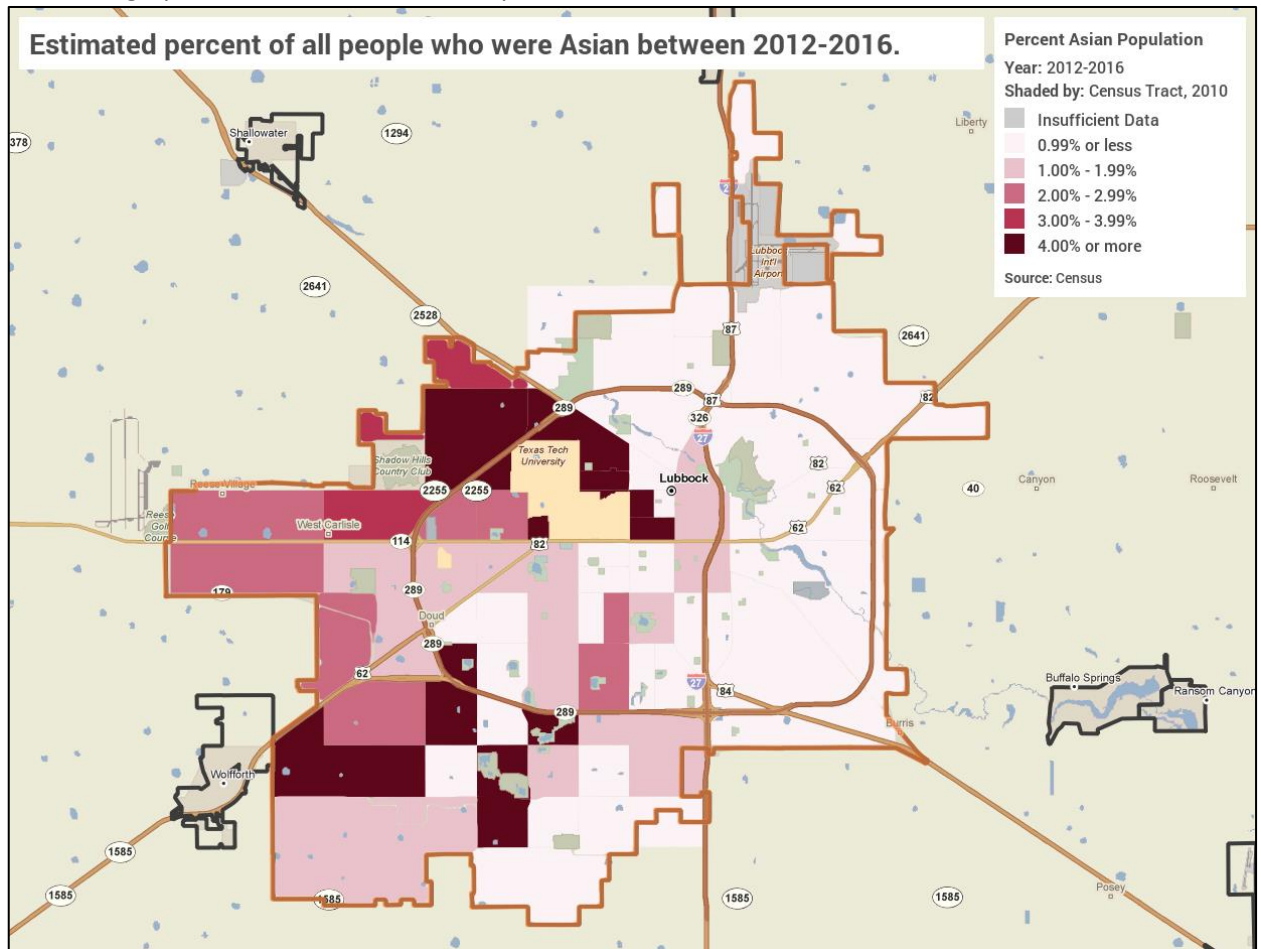 Estimated percent of all people who were Asian between 2012-2016.
Percent Asian Population
Year: 2012-2016
Shaded by: Census Tract, 2010
Insufficient Data
0.99% or less
1.00% - 1.99%
2.00% - 2.99%
3.00% - 3.99%
4.00% or more
Source: Census
Shallowater
1294
378
Liberty
Lubbock
Int'l
Airport
2641
2528
87
2641
289
87
82
289
326
27
Texas Tech
University
Shadow Hills
Country Club
82
Lubbock
62
2255
2255
40
Canyon
Roosevelt
Reese Village
Reese
Golf
Course
West Carlisle
62
114
82
179
289
Doud
289
62
27
84
289
Buffalo Springs
Ransom Canyon
Burris
Wolfforth
1585
1585
1585
1585
1585
Posey